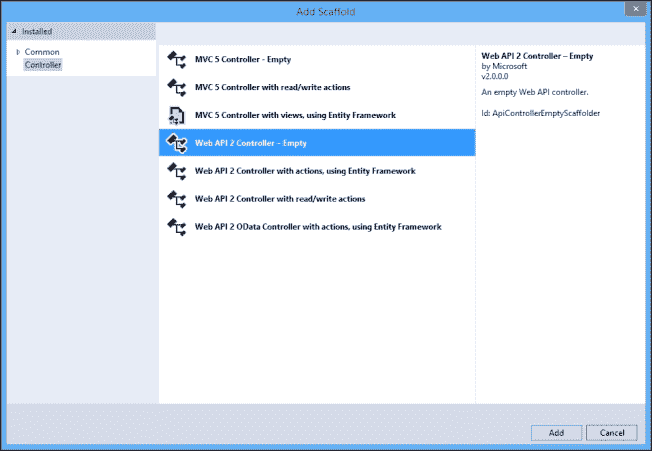 Add Scaffold
Installed
Common
Controller
MVC 5 Controller - Empty
MVC 5 Controller with read/write actions
MVC 5 Controller with views, using Entity Framework
Web API 2 Controller – Empty
Web API 2 Controller with actions, using Entity Framework
Web API 2 Controller with read/write actions
Web API 2 OData Controller with actions, using Entity Framework
Web API 2 Controller – Empty
by Microsoft
v2.0.0.0
An empty Web API controller.
Id: ApiControllerEmptyScaffolder
Add
Cancel